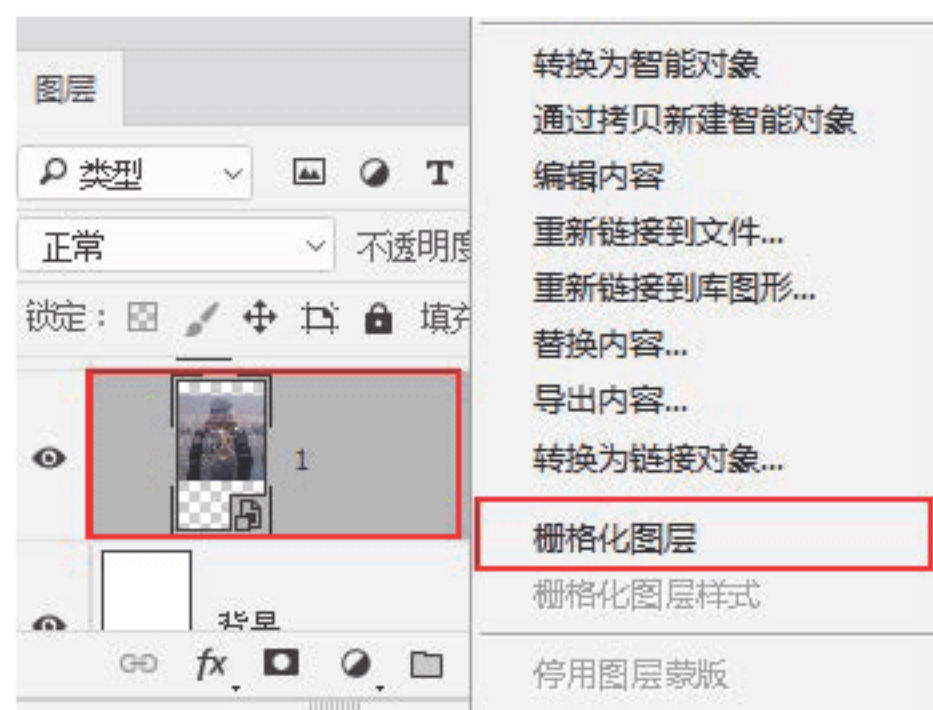 图层
类型
T
正常
不透明度
锁定：
填充
1
背景
fx
转换为智能对象
通过拷贝新建智能对象
编辑内容
重新链接到文件...
重新链接到库图形...
替换内容...
导出内容...
转换为链接对象...
栅格化图层
栅格化图层样式
停用图层蒙版